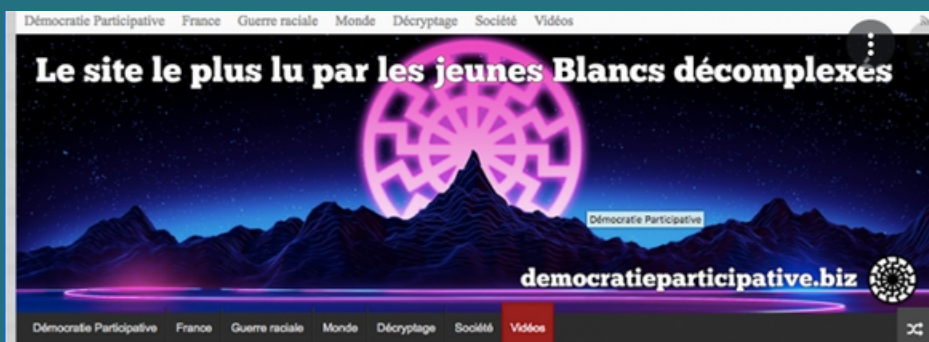 Démocratie Participative France Guerre raciale Monde Décryptage Société Vidéos
Le site le plus lu par les jeunes Blancs décomplexés
Démocratie Participative
democratieparticipative.biz
Démocratie Participative France Guerre raciale Monde Décryptage Société Vidéos